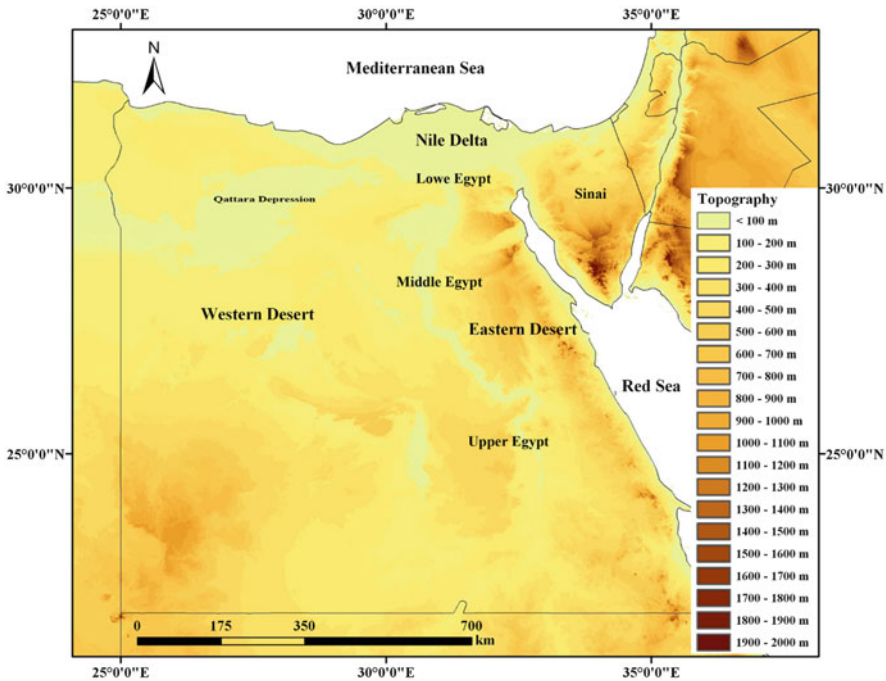 25°0'0"E 30°0'0"E 35°0'0"E
N
Mediterranean Sea
Nile Delta
30°0'0"N Lowe Egypt 30°0'0"N
Qattara Depression Sinai
Topography
< 100 m
100 - 200 m
200 - 300 m
300 - 400 m
400 - 500 m
500 - 600 m
600 - 700 m
700 - 800 m
800 - 900 m
900 - 1000 m
1000 - 1100 m
1100 - 1200 m
1200 - 1300 m
1300 - 1400 m
1400 - 1500 m
1500 - 1600 m
1600 - 1700 m
1700 - 1800 m
1800 - 1900 m
1900 - 2000 m
Middle Egypt
Western Desert Eastern Desert
Red Sea
Upper Egypt
25°0'0"N 25°0'0"N
0 175 350 700
km
25°0'0"E 30°0'0"E 35°0'0"E